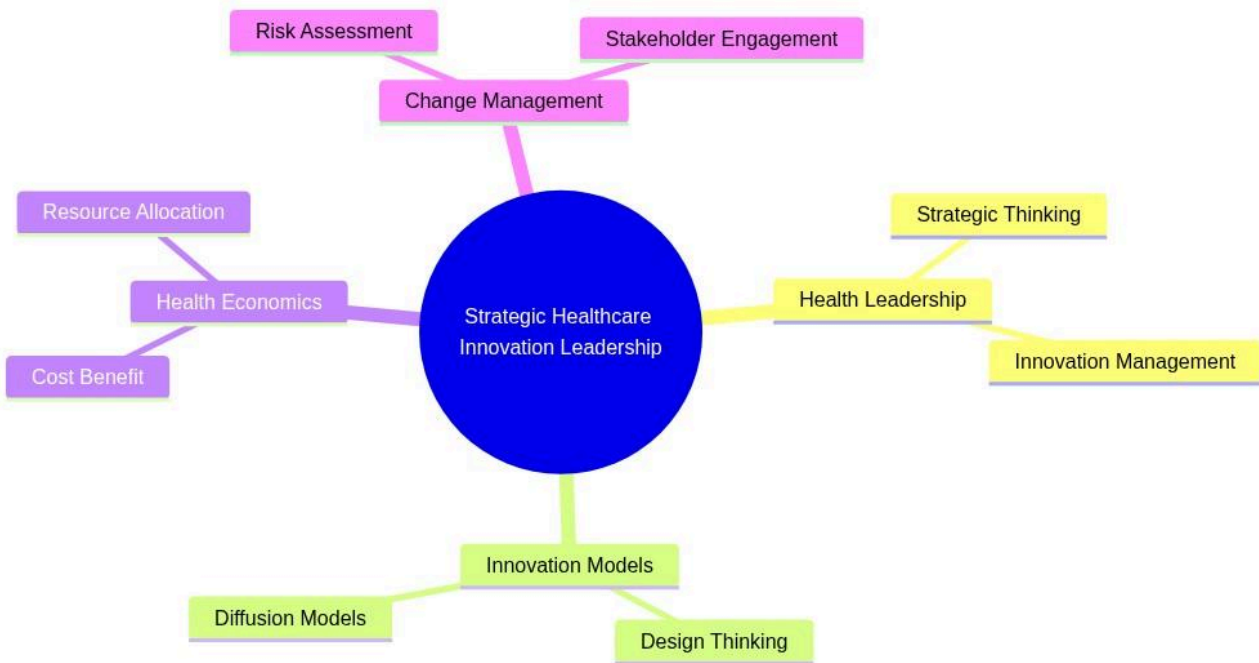 Risk Assessment
Stakeholder Engagement
Change Management
Resource Allocation
Strategic Thinking
Health Economics
Health Leadership
Strategic Healthcare
Innovation Leadership
Cost Benefit
Innovation Management
Innovation Models
Diffusion Models
Design Thinking